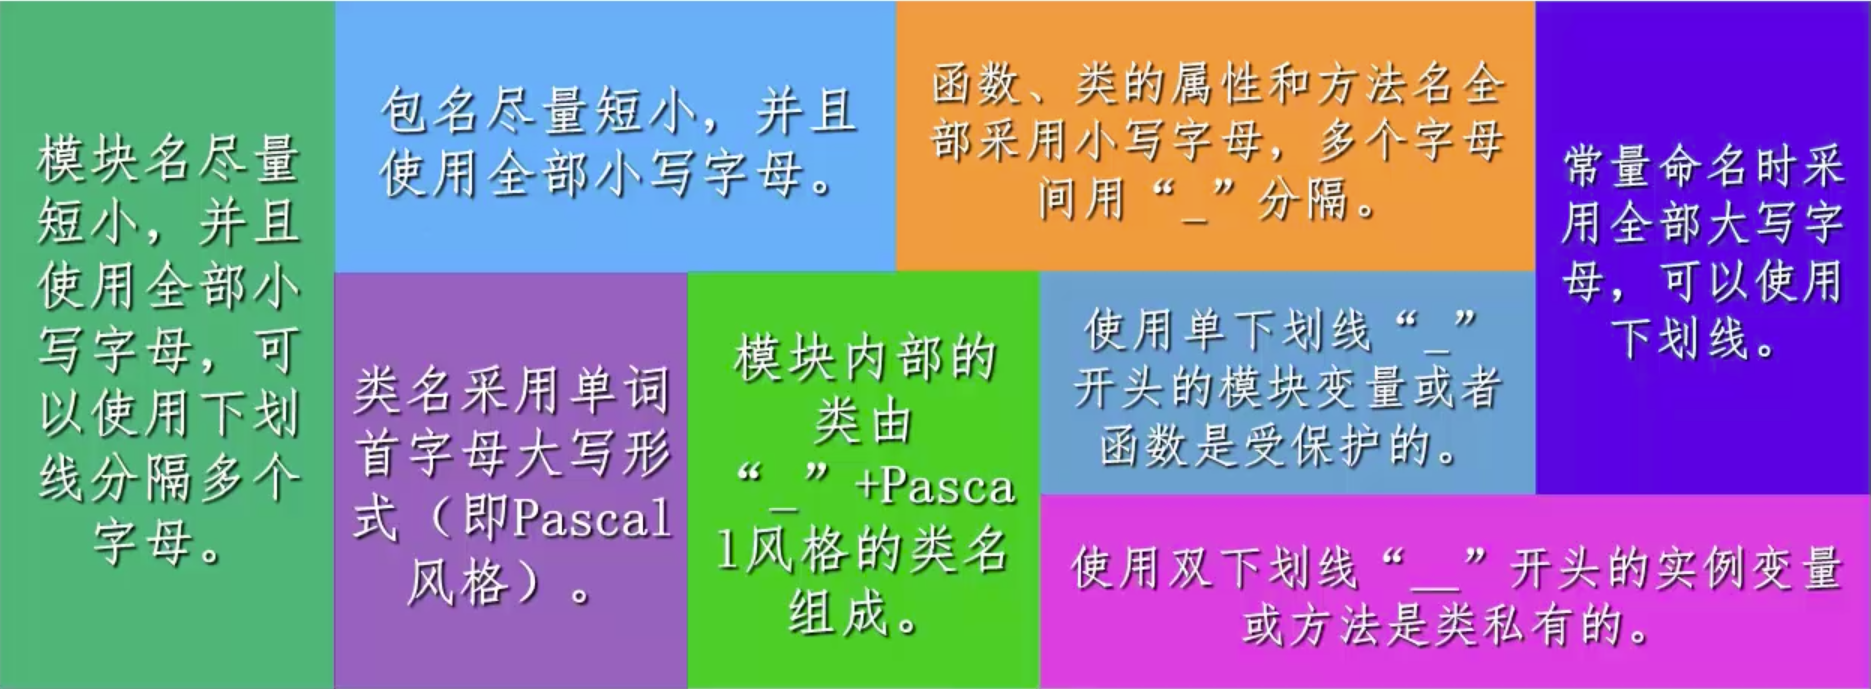 模块名尽量
短小，并且
使用全部小
写字母，可
以使用下划
线分隔多个
字母。
包名尽量短小，并且
使用全部小写字母。
函数、类的属性和方法名全
部采用小写字母，多个字母
间用“_”分隔。
常量命名时采
用全部大写字
母，可以使用
下划线。
类名采用单词
首字母大写形
式（即Pascal
风格）。
模块内部的
类由
“_”+Pasca
l风格的类名
组成。
使用单下划线“_”
开头的模块变量或者
函数是受保护的。
使用双下划线“__”开头的实例变量
或方法是类私有的。